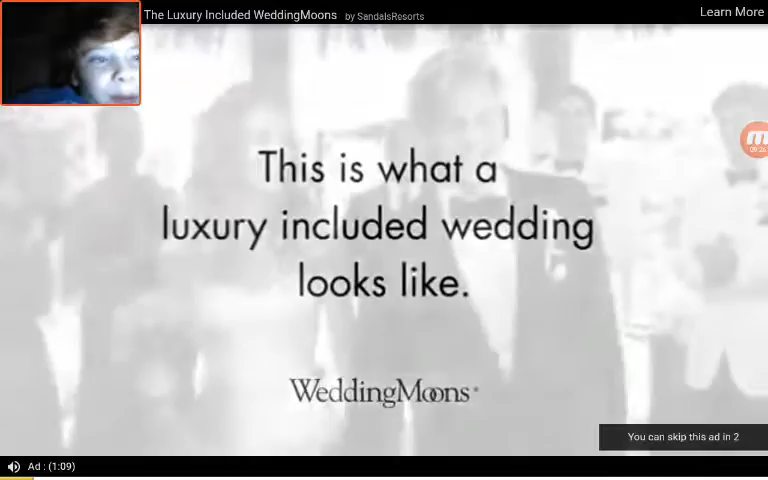 The Luxury Included WeddingMoons by SandalsResorts
Learn More
This is what a
luxury included wedding
looks like.
WeddingMoons
You can skip this ad in 2
Ad : (1:09)